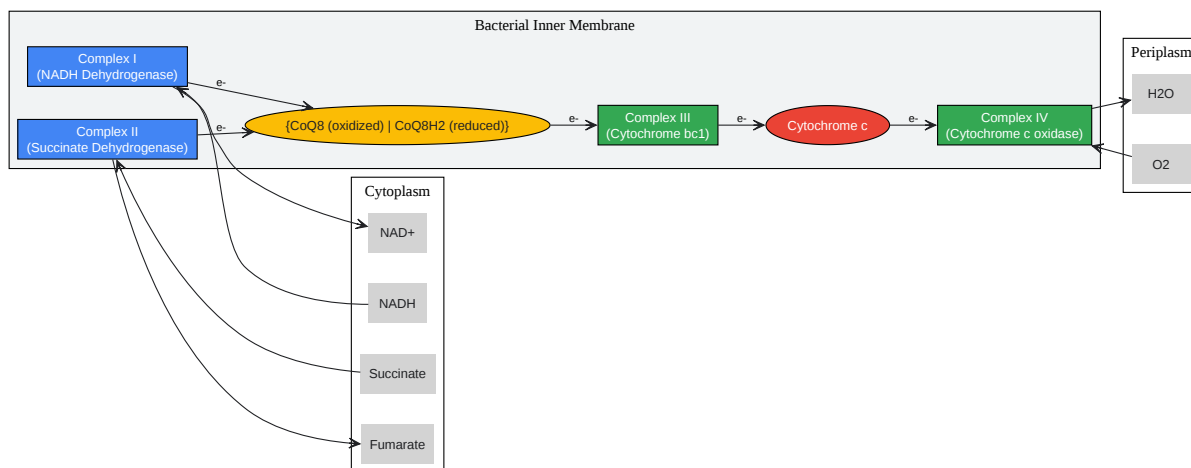 Bacterial Inner Membrane
Complex I
(NADH Dehydrogenase)
e-
Complex II
(Succinate Dehydrogenase)
e-
{CoQ8 (oxidized) | CoQ8H2 (reduced)}
e-
Complex III
(Cytochrome bc1)
e-
Cytochrome c
e-
Complex IV
(Cytochrome c oxidase)
Periplasm
H2O
O2
Cytoplasm
NAD+
NADH
Succinate
Fumarate